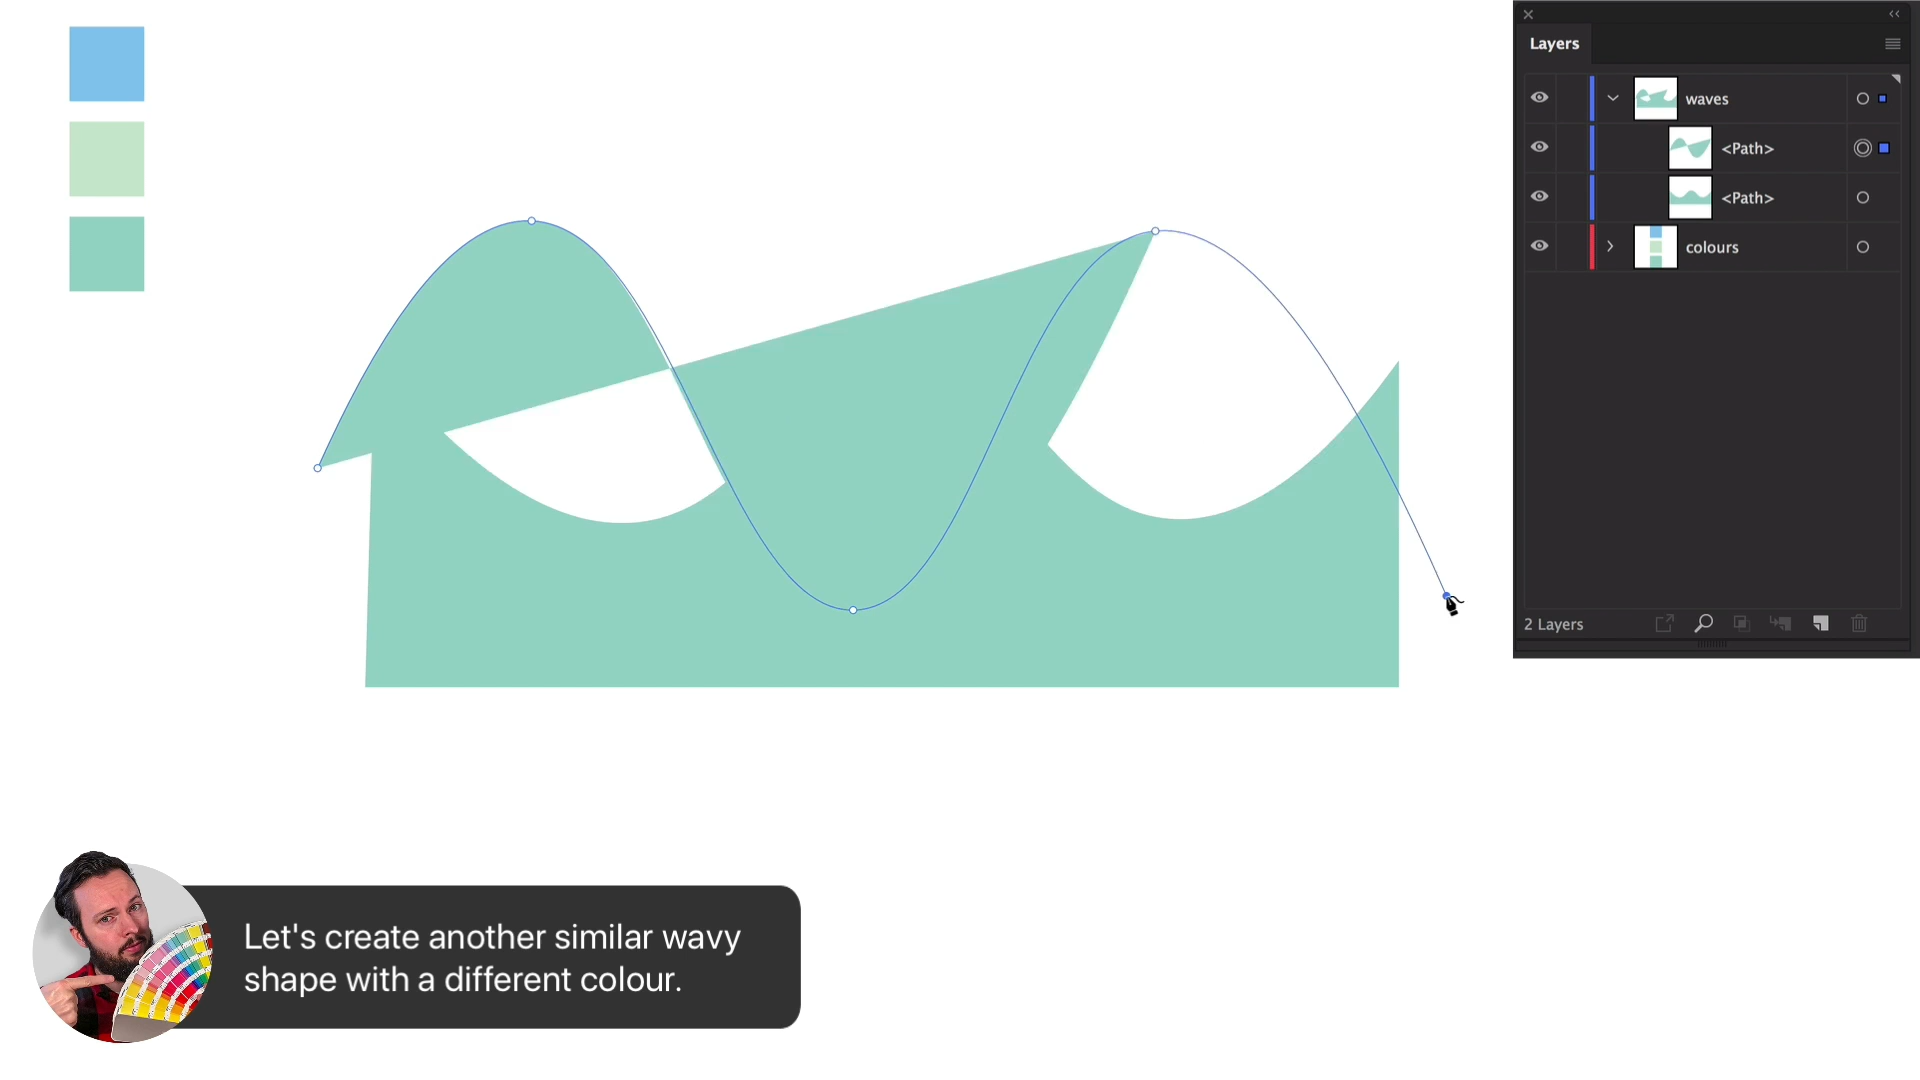 Layers
waves
<Path>
<Path>
colours
2 Layers
Let's create another similar wavy
shape with a different colour.